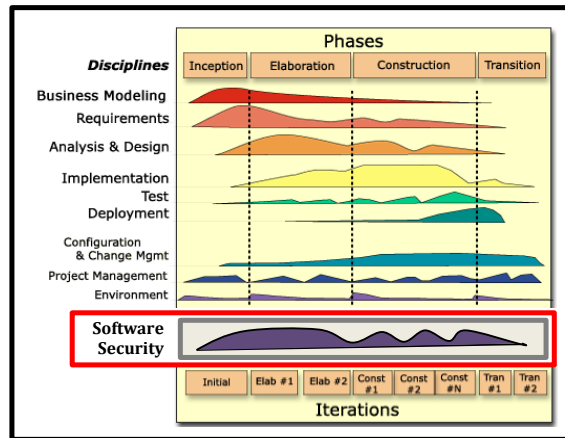 Phases
Disciplines
Inception Elaboration Construction Transition
Business Modeling
Requirements
Analysis & Design
Implementation
Test
Deployment
Configuration
& Change Mgmt
Project Management
Environment
Software
Security
Initial Elab #1 Elab #2 Const
#1 Const
#2 Const
#N Tran
#1 Tran
#2
Iterations